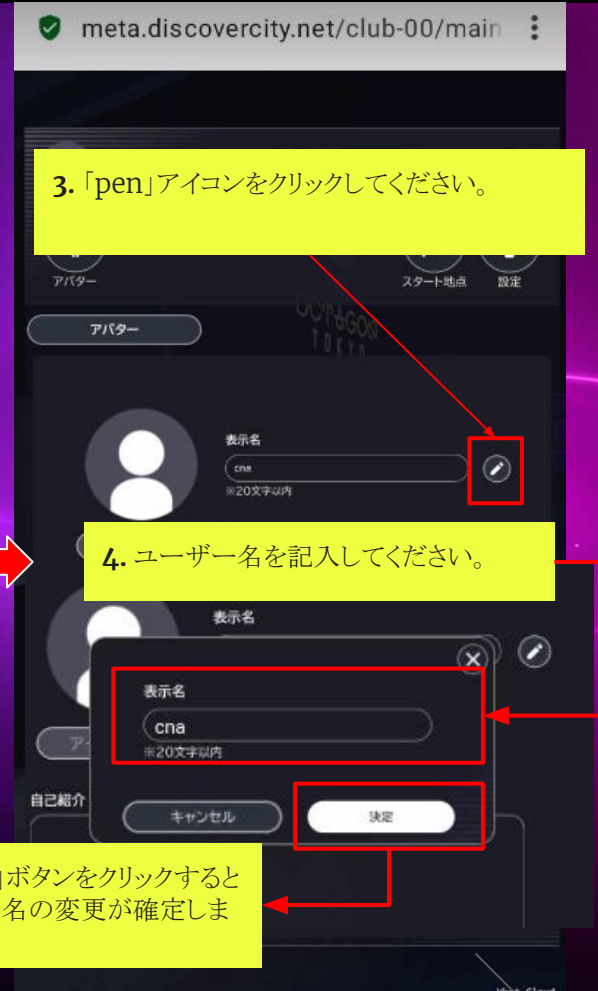 meta.discovercity.net/club-00/main
3. 「pen」アイコンをクリックしてください。
アバター
スタート地点 設定
アバター
OCTAGON
TOKYO
表示名
cna
※20文字以内
4. ユーザー名を記入してください。
表示名
表示名
cna
※20文字以内
自己紹介
キャンセル
決定
」ボタンをクリックすると
名の変更が確定しま